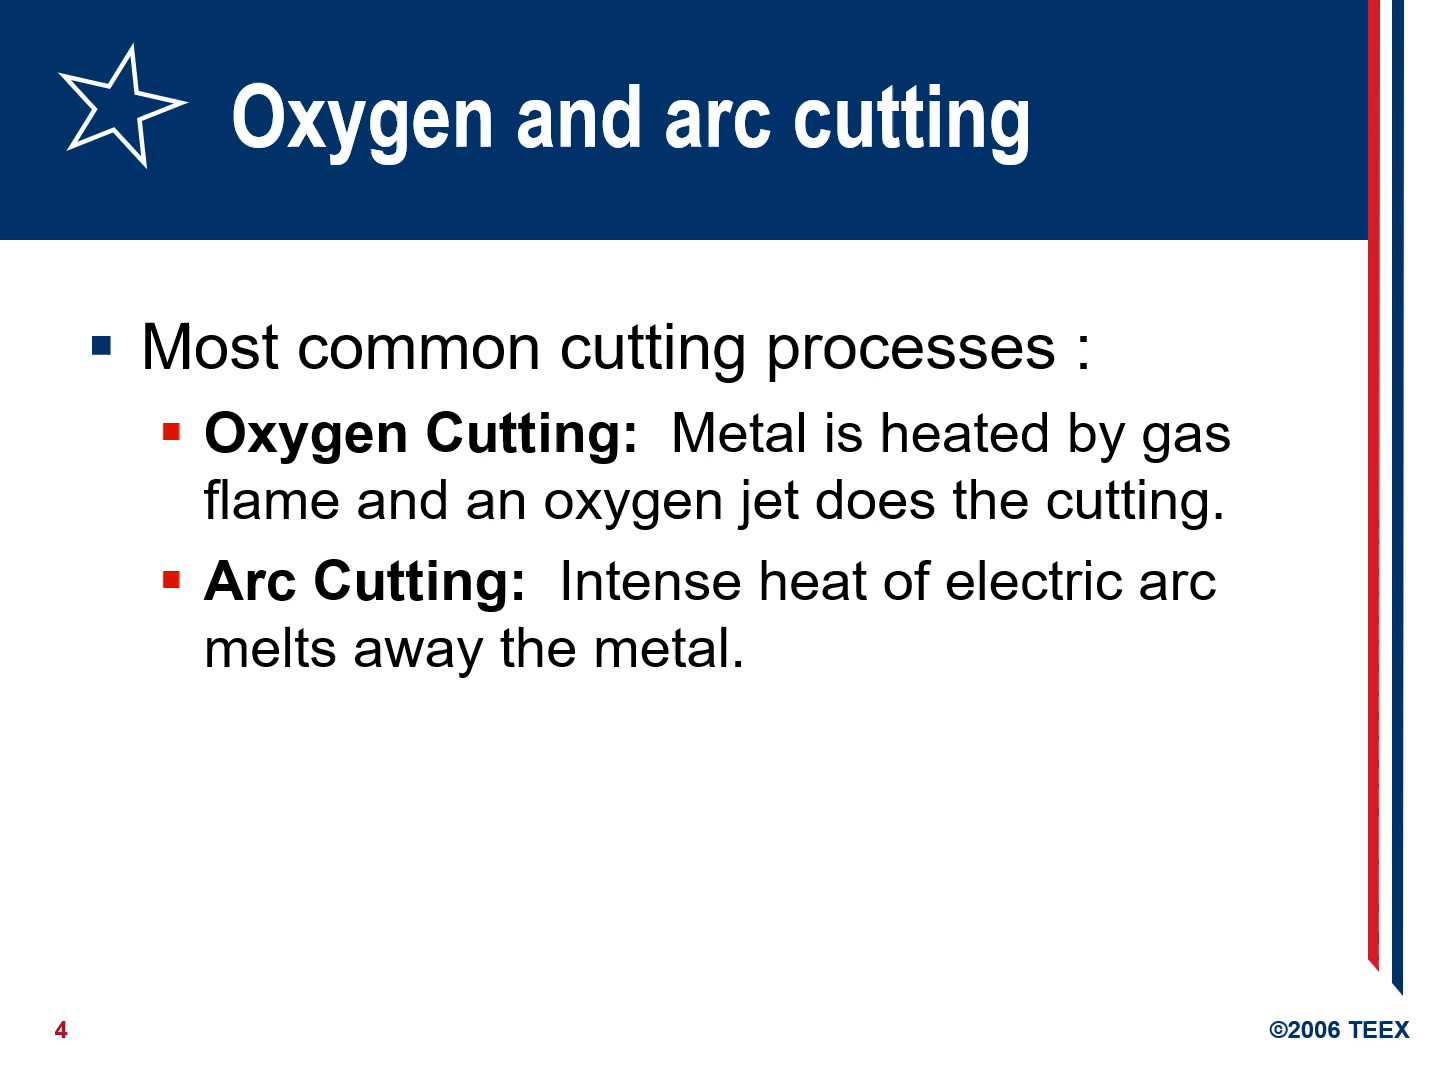 Oxygen and arc cutting
Most common cutting processes :
Oxygen Cutting:  Metal is heated by gas
flame and an oxygen jet does the cutting.
Arc Cutting:  Intense heat of electric arc
melts away the metal.
4
©2006 TEEX